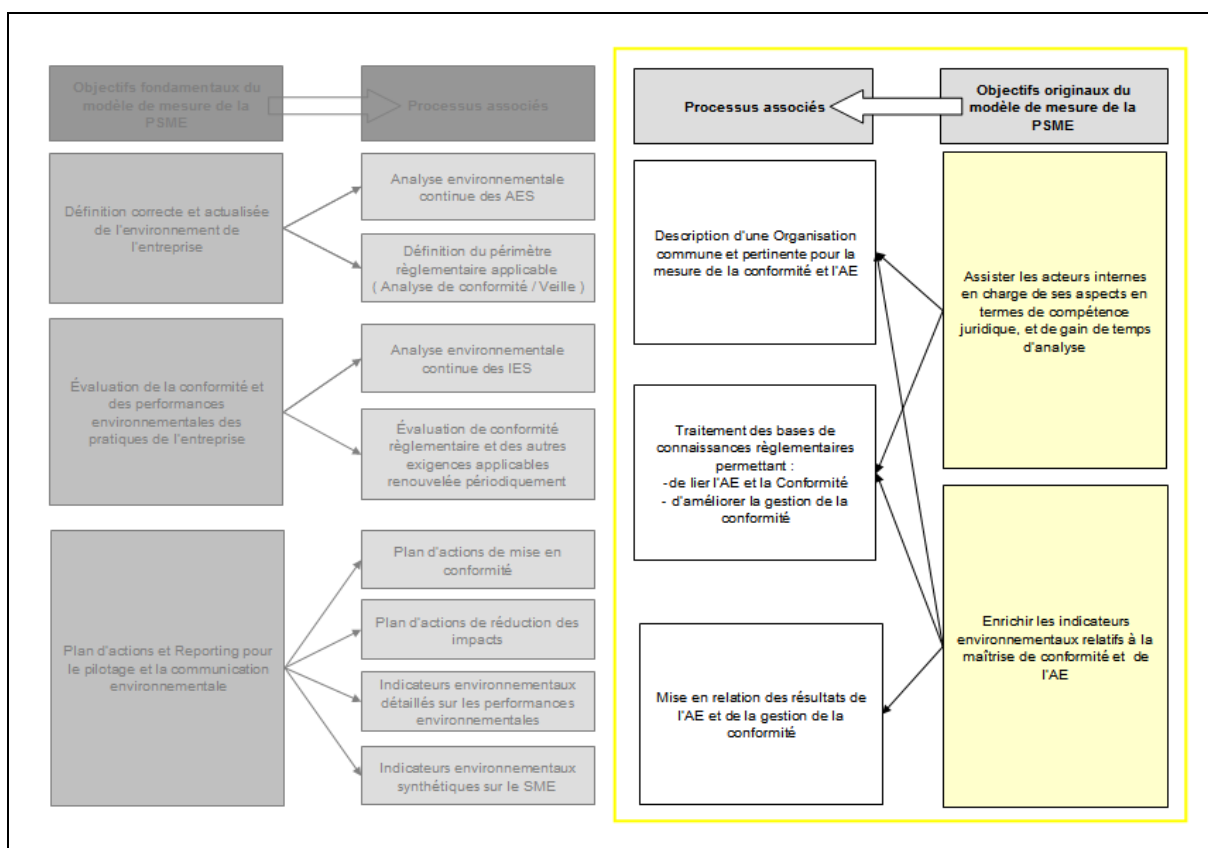 Objectifs fondamentaux du
modèle de mesure de la
PSME
Processus associés
Définition correcte et actualisée
de l'environnement de
l'entreprise
Analyse environnementale
continue des AES
Définition du périmètre
règlementaire applicable
( Analyse de conformité / Veille )
Évaluation de la conformité et
des performances
environnementales des
pratiques de l'entreprise
Analyse environnementale
continue des IES
Évaluation de conformité
règlementaire et des autres
exigences applicables
renouvelée périodiquement
Plan d'actions et Reporting pour
le pilotage et la communication
environnementale
Plan d'actions de mise en
conformité
Plan d'actions de réduction des
impacts
Indicateurs environnementaux
détaillés sur les performances
environnementales
Indicateurs environnementaux
synthétiques sur le SME
Processus associés
Objectifs originaux du
modèle de mesure de la
PSME
Description d'une Organisation
commune et pertinente pour la
mesure de la conformité et l'AE
Traitement des bases de
connaissances règlementaires
permettant :
-de lier l'AE et la Conformité
- d'améliorer la gestion de la
conformité
Mise en relation des résultats de
l'AE et de la gestion de la
conformité
Assister les acteurs internes
en charge de ses aspects en
termes de compétence
juridique, et de gain de temps
d'analyse
Enrichir les indicateurs
environnementaux relatifs à la
maîtrise de conformité et de
l'AE